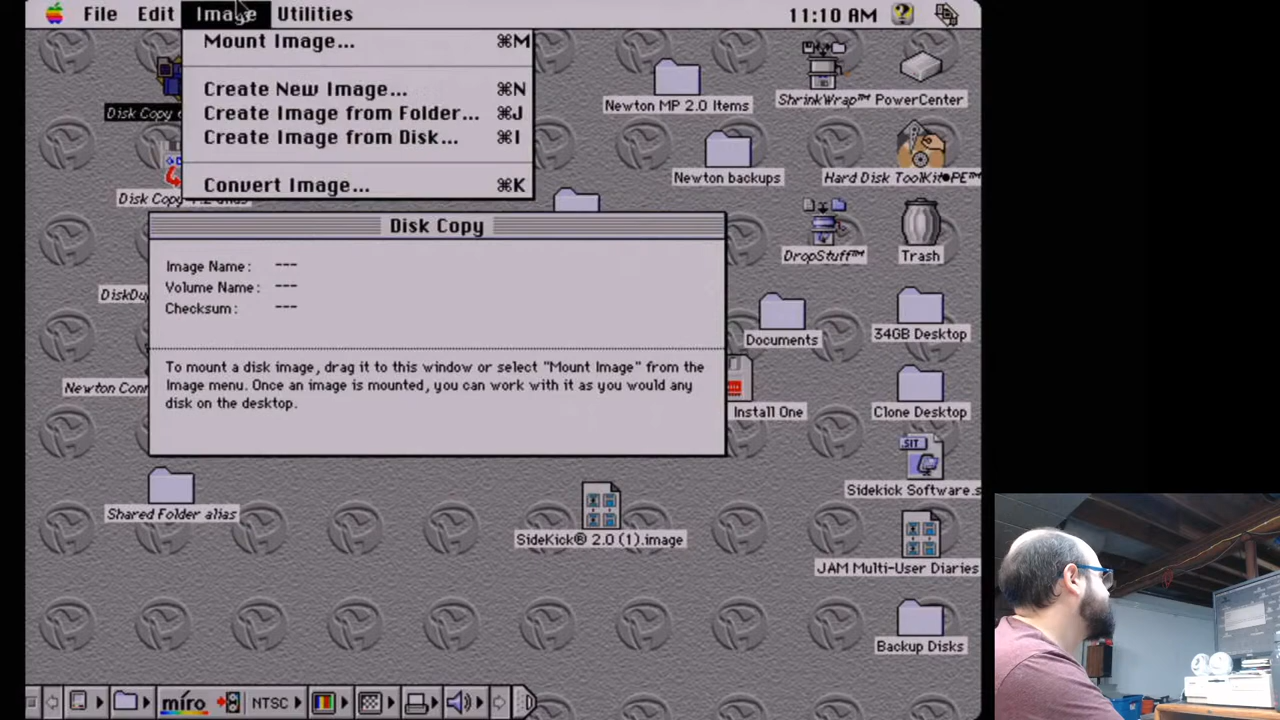 File Edit Image Utilities 11:10 AM
Mount Image... ⌘M
Create New Image... ⌘N
Create Image from Folder... ⌘J
Create Image from Disk... ⌘I
Convert Image... ⌘K
Disk Copy
Newton MP 2.0 Items
ShrinkWrap™
PowerCenter
Newton backups
Hard Disk ToolKit•PE™
DropStuff™
Trash
Disk Copy
Image Name: ---
Volume Name: ---
Checksum: ---
To mount a disk image, drag it to this window or select "Mount Image" from the
Image menu. Once an image is mounted, you can work with it as you would any
disk on the desktop.
Documents
34GB Desktop
Install One
Clone Desktop
.SIT
Sidekick Software.s
Shared Folder alias
SideKick® 2.0 (1).image
JAM Multi-User Diaries
Backup Disks
miro NTSC